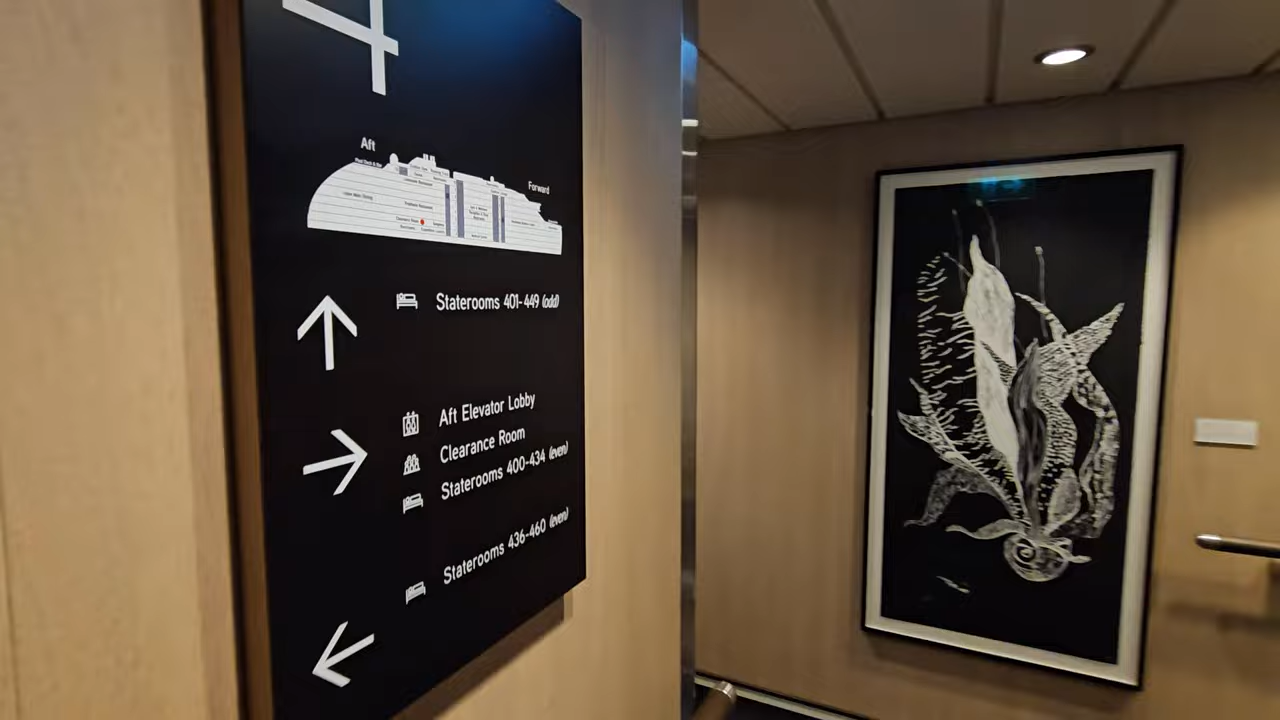 4
Aft
Forward
Staterooms 401-449 (odd)
Aft Elevator Lobby
Clearance Room
Staterooms 400-434 (even)
Staterooms 436-460 (even)